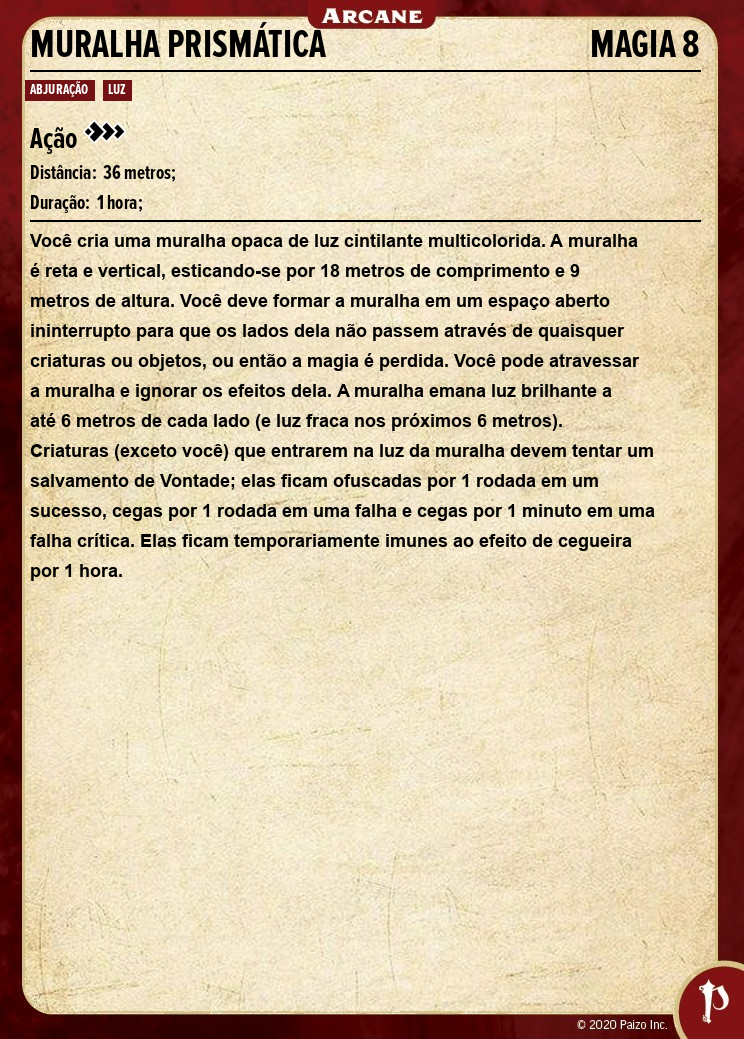 ARCANE
MURALHA PRISMÁTICA MAGIA 8
ABJURAÇÃO LUZ
Ação
Distância: 36 metros;
Duração: 1 hora;
Você cria uma muralha opaca de luz cintilante multicolorida. A muralha
é reta e vertical, esticando-se por 18 metros de comprimento e 9
metros de altura. Você deve formar a muralha em um espaço aberto
ininterrupto para que os lados dela não passem através de quaisquer
criaturas ou objetos, ou então a magia é perdida. Você pode atravessar
a muralha e ignorar os efeitos dela. A muralha emana luz brilhante a
até 6 metros de cada lado (e luz fraca nos próximos 6 metros).
Criaturas (exceto você) que entrarem na luz da muralha devem tentar um
salvamento de Vontade; elas ficam ofuscadas por 1 rodada em um
sucesso, cegas por 1 rodada em uma falha e cegas por 1 minuto em uma
falha crítica. Elas ficam temporariamente imunes ao efeito de cegueira
por 1 hora.
© 2020 Paizo Inc.
P